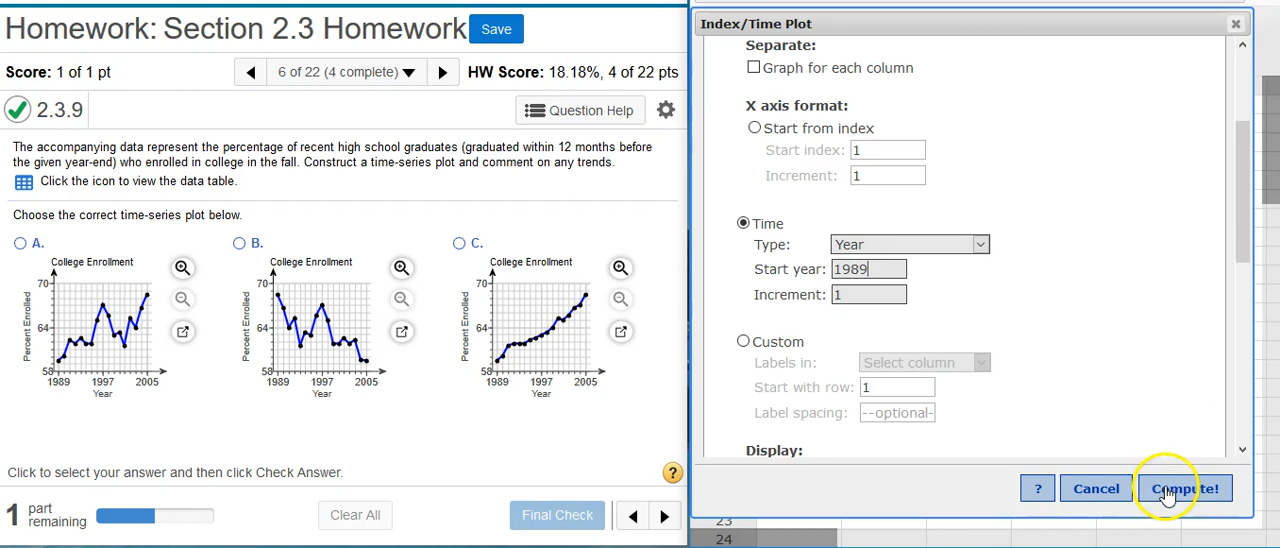 Homework: Section 2.3 Homework
Save
Score: 1 of 1 pt
6 of 22 (4 complete)
HW Score: 18.18%, 4 of 22 pts
2.3.9
Question Help
The accompanying data represent the percentage of recent high school graduates (graduated within 12 months before
the given year-end) who enrolled in college in the fall. Construct a time-series plot and comment on any trends.
Click the icon to view the data table.
Choose the correct time-series plot below.
A.
College Enrollment
Percent Enrolled
70
64
58
1989 1997 2005
Year
B.
College Enrollment
Percent Enrolled
70
64
58
1989 1997 2005
Year
C.
College Enrollment
Percent Enrolled
70
64
58
1989 1997 2005
Year
Click to select your answer and then click Check Answer.
?
1 part
remaining
Clear All
Final Check
Index/Time Plot
Separate:
Graph for each column
X axis format:
Start from index
Start index: 1
Increment: 1
Time
Type: Year
Start year: 1989
Increment: 1
Custom
Labels in: Select column
Start with row: 1
Label spacing: --optional-
Display:
?
Cancel
Compute!
23
24